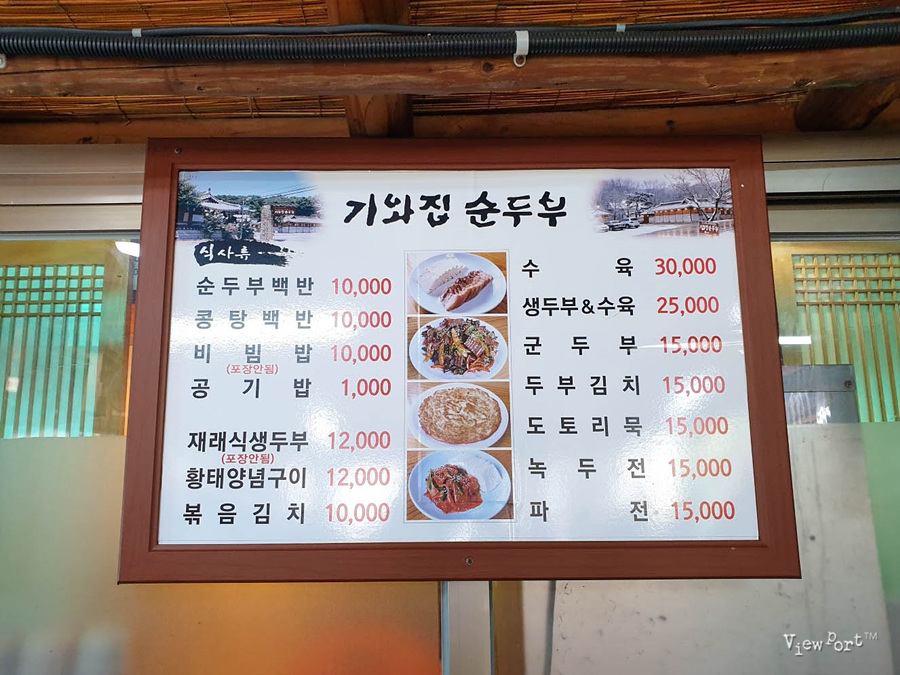 기와집 순두부
식사류
순두부백반 10,000
콩탕백반 10,000
비빔밥 10,000
(포장안됨)
공기밥 1,000
재래식생두부 12,000
(포장안됨)
황태양념구이 12,000
볶음김치 10,000
수육 30,000
생두부&수육 25,000
군두부 15,000
두부김치 15,000
도토리묵 15,000
녹두전 15,000
파전 15,000
Viewport™